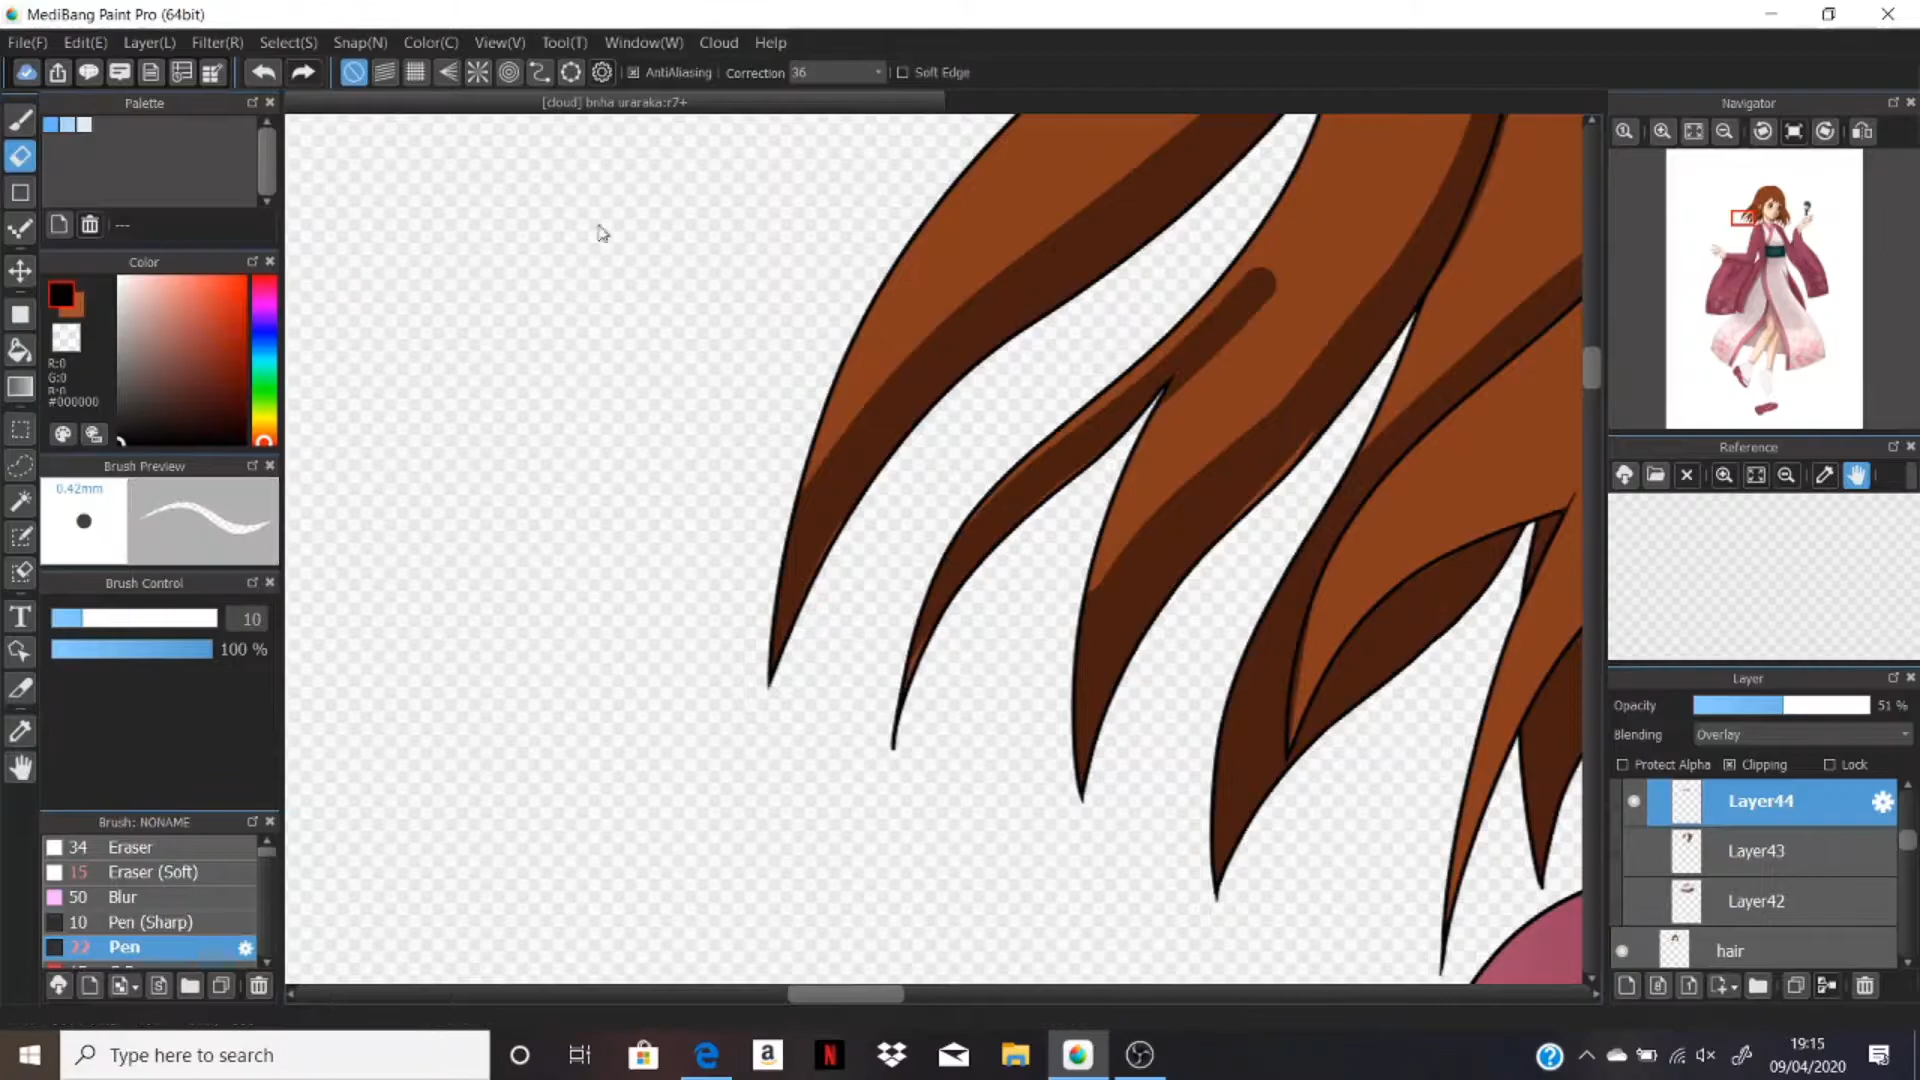 MediBang Paint Pro (64bit)
File(F) Edit(E) Layer(L) Filter(R) Select(S) Snap(N) Color(C) View(V) Tool(T) Window(W) Cloud Help
AntiAliasing Correction 36 Soft Edge
[cloud] bnha uraraka:r7+
Palette
---
Color
R:0
G:0
B:0
#000000
Brush Preview
0.42mm
Brush Control
10
100 %
Brush: NONAME
34 Eraser
15 Eraser (Soft)
50 Blur
10 Pen (Sharp)
22 Pen
Navigator
Reference
Layer
Opacity 51 %
Blending Overlay
Protect Alpha Clipping Lock
Layer44
Layer43
Layer42
hair
Type here to search
19:15
09/04/2020